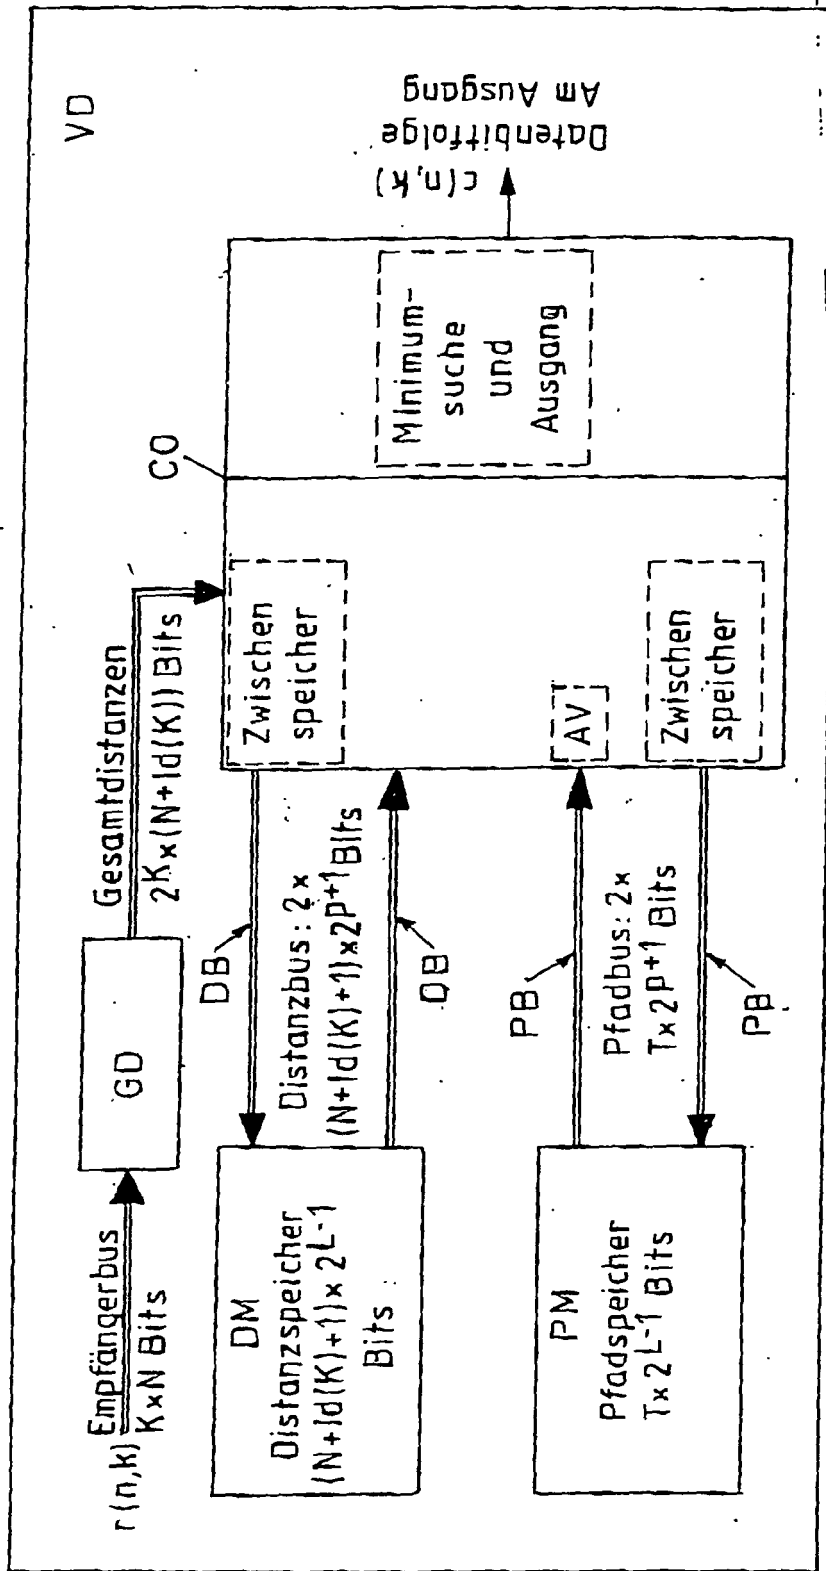 VD
r(n,k)
Empfängerbus
K×N Bits
GD
Gesamtdistanzen
2K×(N+ld(K)) Bits
CO
DM
Distanzspeicher
(N+ld(K)+1)×2L-1
Bits
DB
Distanzbus: 2×
(N+ld(K)+1)×2P+1 Bits
DB
Zwischen
speicher
Minimum-
suche
und
Ausgang
c(n,k)
Datenbitfolge
Am Ausgang
PM
Pfadspeicher
T×2L-1 Bits
PB
Pfadbus: 2×
T×2P+1 Bits
PB
AV
Zwischen
speicher